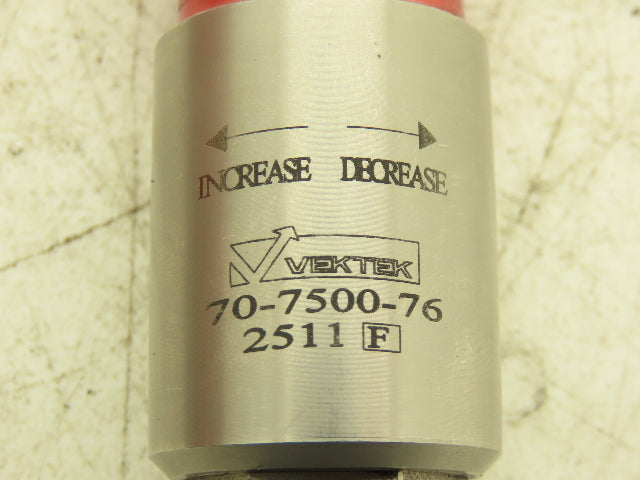 INCREASE DECREASE
VEKTEK
70-7500-76
2511 F